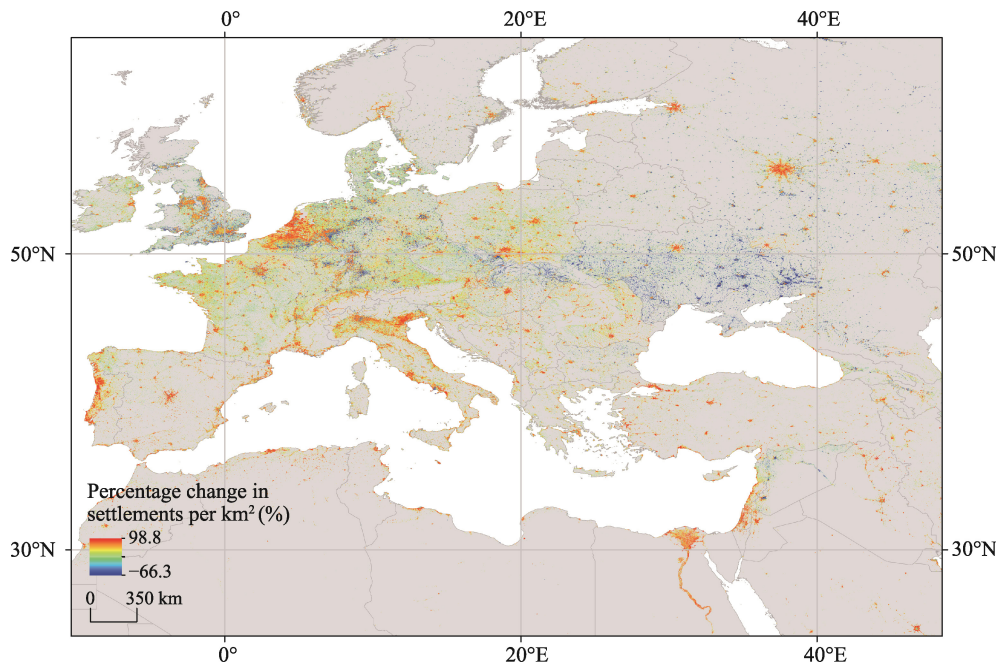 0° 20°E 40°E
50°N 50°N
Percentage change in
settlements per km² (%)
98.8
−66.3
30°N 30°N
0 350 km
0° 20°E 40°E